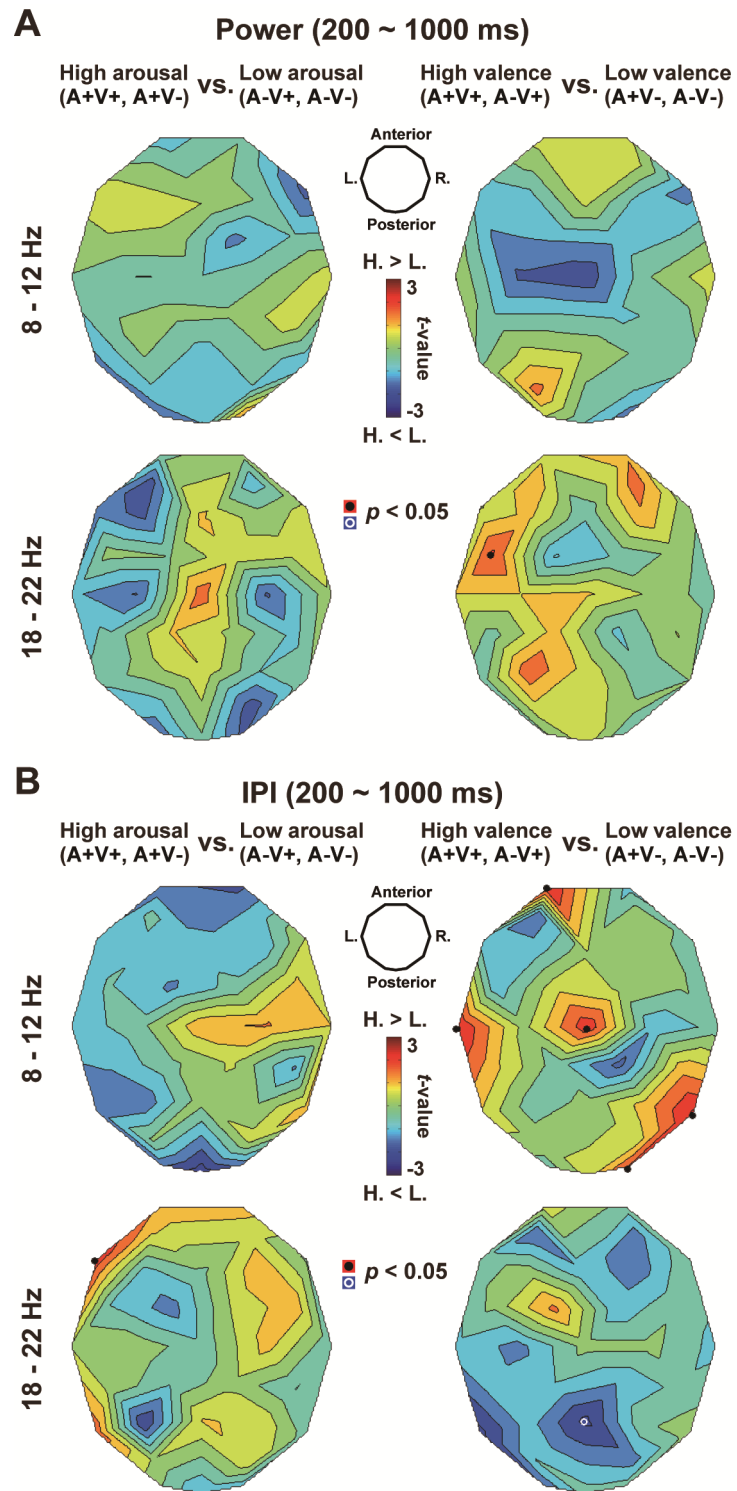 A
Power (200 ~ 1000 ms)
High arousal vs. Low arousal
(A+V+, A+V-) (A-V+, A-V-)
High valence vs. Low valence
(A+V+, A-V+) (A+V-, A-V-)
Anterior
L. R.
Posterior
8 - 12 Hz
H. > L.
3
t-value
-3
H. < L.
18 - 22 Hz
p < 0.05
B
IPI (200 ~ 1000 ms)
High arousal vs. Low arousal
(A+V+, A+V-) (A-V+, A-V-)
High valence vs. Low valence
(A+V+, A-V+) (A+V-, A-V-)
Anterior
L. R.
Posterior
8 - 12 Hz
H. > L.
3
t-value
-3
H. < L.
18 - 22 Hz
p < 0.05